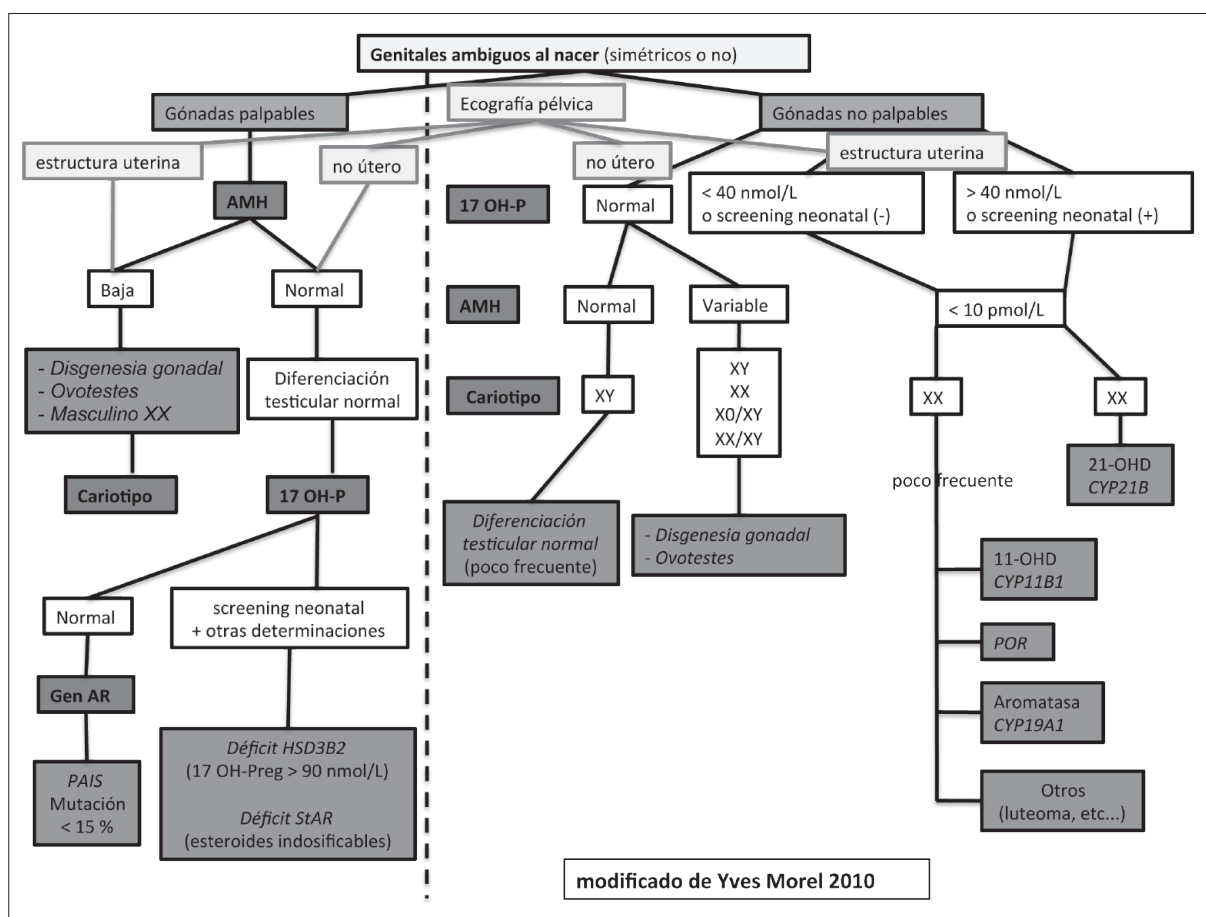 Genitales ambiguos al nacer (simétricos o no)
Ecografía pélvica
Gónadas palpables
Gónadas no palpables
estructura uterina
no útero
no útero
estructura uterina
AMH
17 OH-P
Normal
< 40 nmol/L
o screening neonatal (-)
> 40 nmol/L
o screening neonatal (+)
Baja
Normal
AMH
Normal
Variable
< 10 pmol/L
- Disgenesia gonadal
- Ovotestes
- Masculino XX
Diferenciación
testicular normal
Cariotipo
XY
XY
XX
X0/XY
XX/XY
XX
XX
Cariotipo
17 OH-P
poco frecuente
21-OHD
CYP21B
Diferenciación
testicular normal
(poco frecuente)
- Disgenesia gonadal
- Ovotestes
Normal
screening neonatal
+ otras determinaciones
11-OHD
CYP11B1
POR
Gen AR
Aromatasa
CYP19A1
PAIS
Mutación
< 15 %
Déficit HSD3B2
(17 OH-Preg > 90 nmol/L)
Déficit StAR
(esteroides indosificables)
Otros
(luteoma, etc...)
modificado de Yves Morel 2010